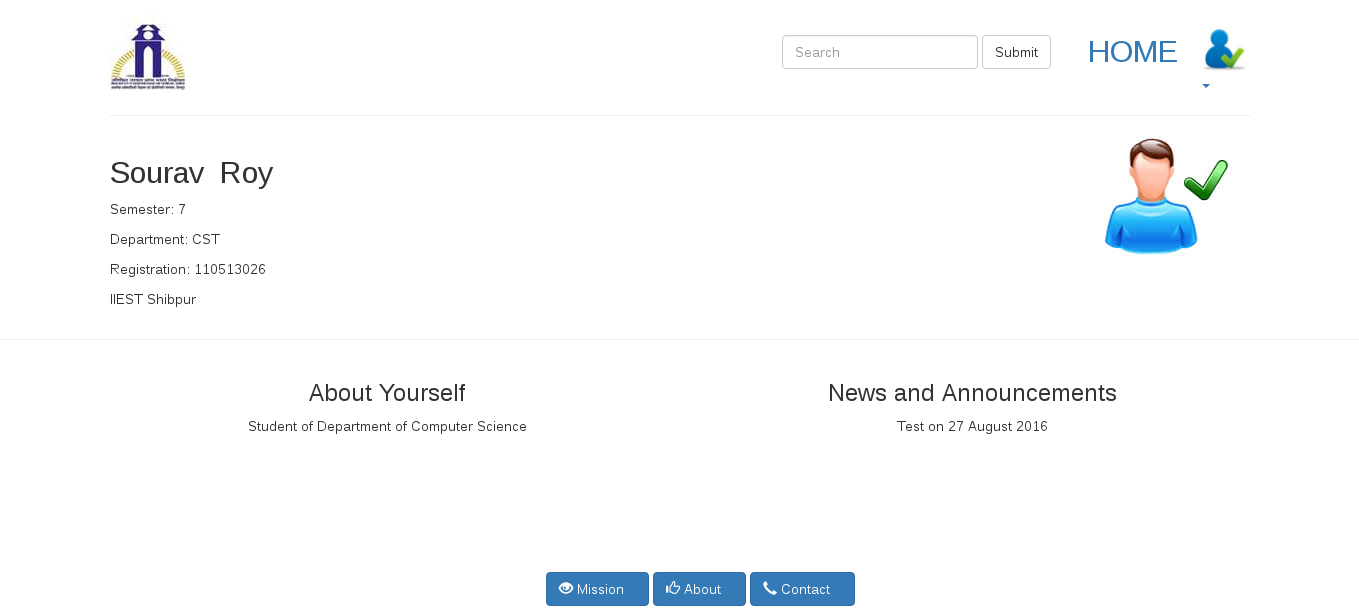 Search
Submit
HOME
Sourav Roy
Semester: 7
Department: CST
Registration: 110513026
IIEST Shibpur
About Yourself
Student of Department of Computer Science
News and Announcements
Test on 27 August 2016
Mission
About
Contact